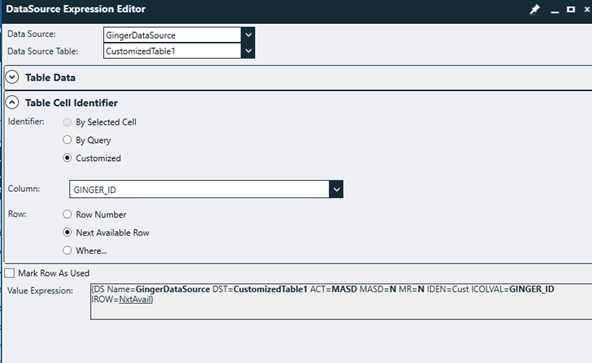 DataSource Expression Editor
Data Source: GingerDataSource
Data Source Table: CustomizedTable1
Table Data
Table Cell Identifier
Identifier: By Selected Cell
By Query
Customized
Column: GINGER_ID
Row: Row Number
Next Available Row
Where...
Mark Row As Used
Value Expression: {DS Name=GingerDataSource DST=CustomizedTable1 ACT=MASD MASD=N MR=N IDEN=Cust ICOLVAL=GINGER_ID
IROW=NxtAvail}